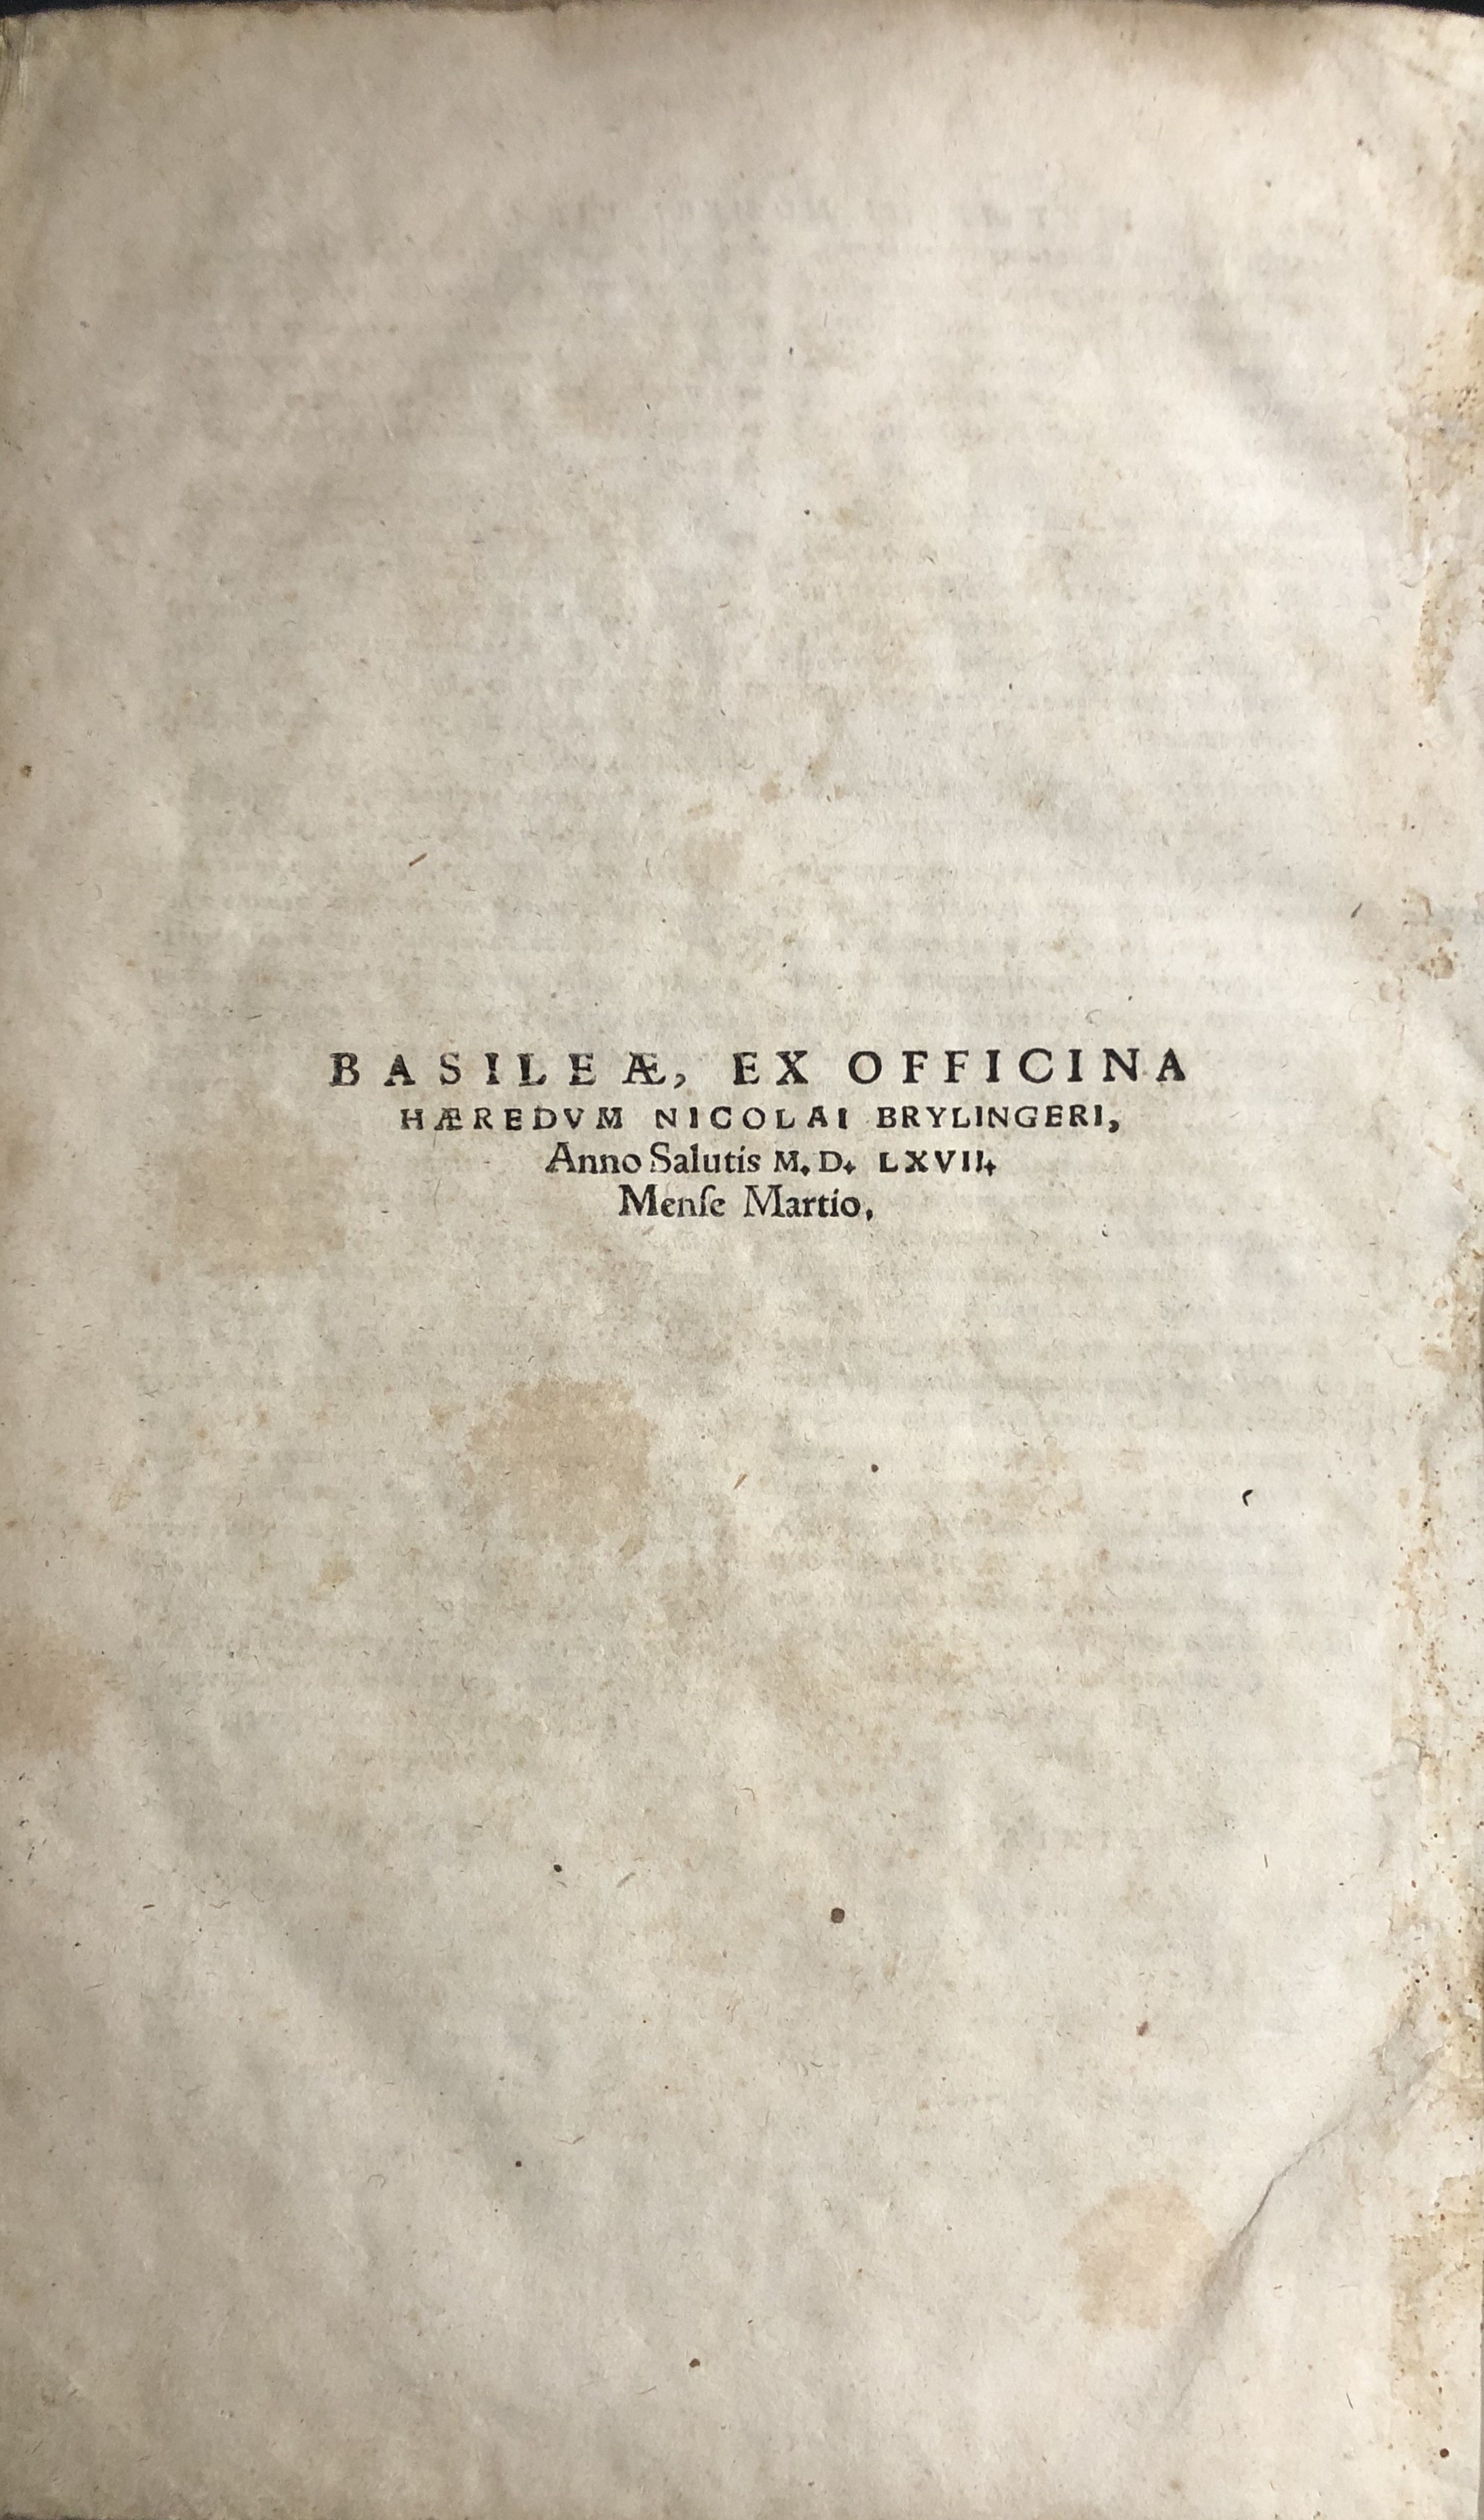 BASILEÆ, EX OFFICINA
HÆREDVM NICOLAI BRYLINGERI,
Anno Salutis M. D. LXVII.
Menſe Martio.